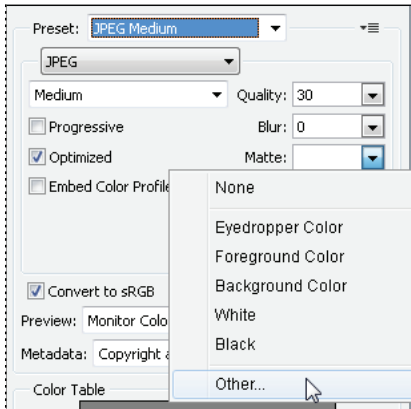 Preset: JPEG Medium
JPEG
Medium Quality: 30
Progressive Blur: 0
Optimized Matte:
Embed Color Profile
None
Eyedropper Color
Foreground Color
Background Color
White
Black
Other...
Convert to sRGB
Preview: Monitor Colo
Metadata: Copyright a
Color Table